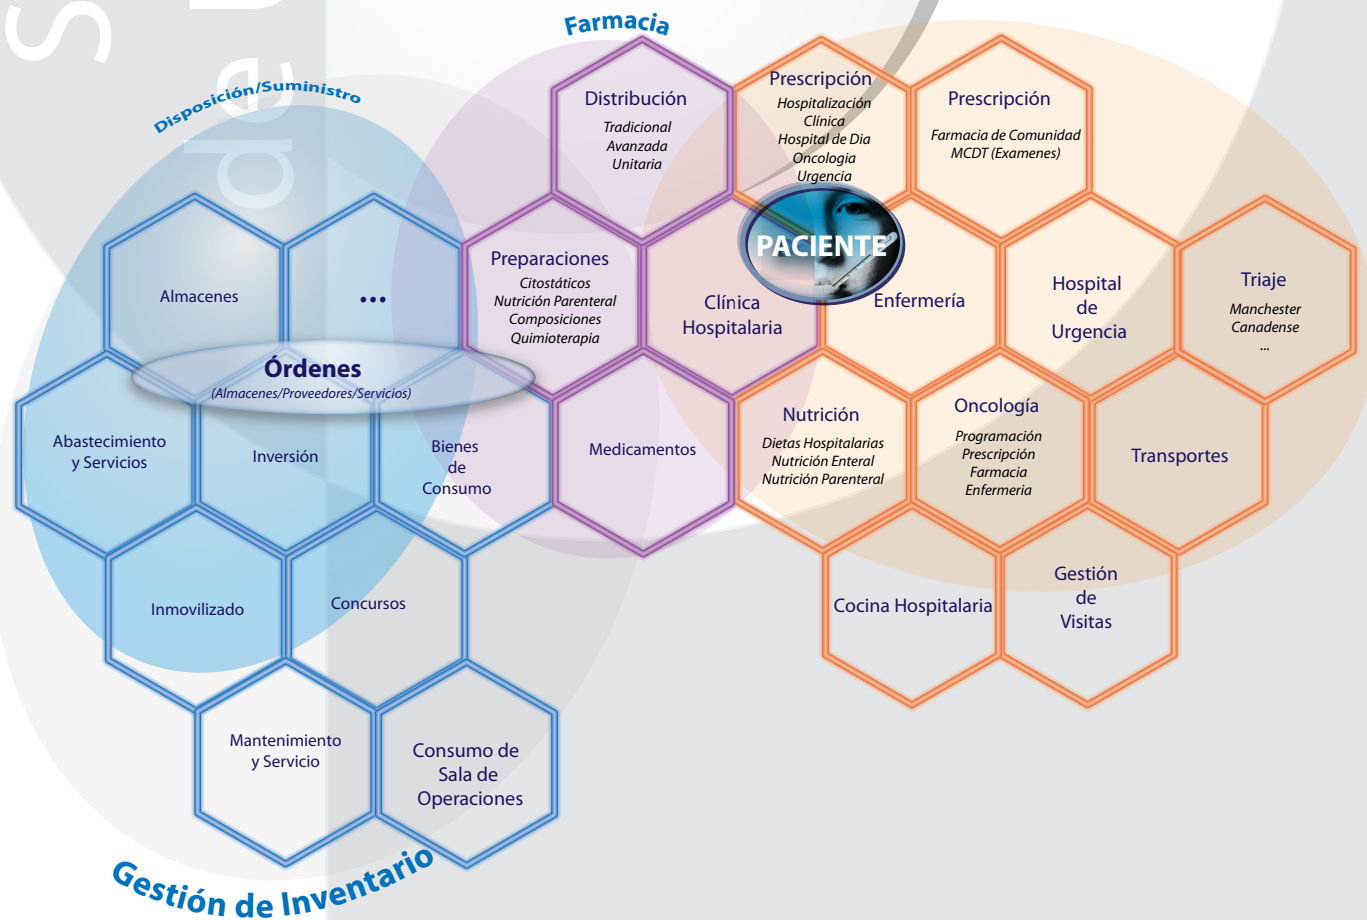 S
de
Farmacia
Disposición/Suministro
Distribución
Tradicional
Avanzada
Unitaria
Prescripción
Hospitalización
Clínica
Hospital de Dia
Oncologia
Urgencia
Prescripción
Farmacia de Comunidad
MCDT (Examenes)
PACIENTE
Almacenes
...
Preparaciones
Citostáticos
Nutrición Parenteral
Composiciones
Quimioterapia
Clínica
Hospitalaria
Enfermería
Hospital
de
Urgencia
Triaje
Manchester
Canadense
...
Órdenes
(Almacenes/Proveedores/Servicios)
Abastecimiento
y Servicios
Inversión
Bienes
de
Consumo
Medicamentos
Nutrición
Dietas Hospitalarias
Nutrición Enteral
Nutrición Parenteral
Oncología
Programación
Prescripción
Farmacia
Enfermeria
Transportes
Inmovilizado
Concursos
Cocina Hospitalaria
Gestión
de
Visitas
Mantenimiento
y Servicio
Consumo de
Sala de
Operaciones
Gestión de Inventario